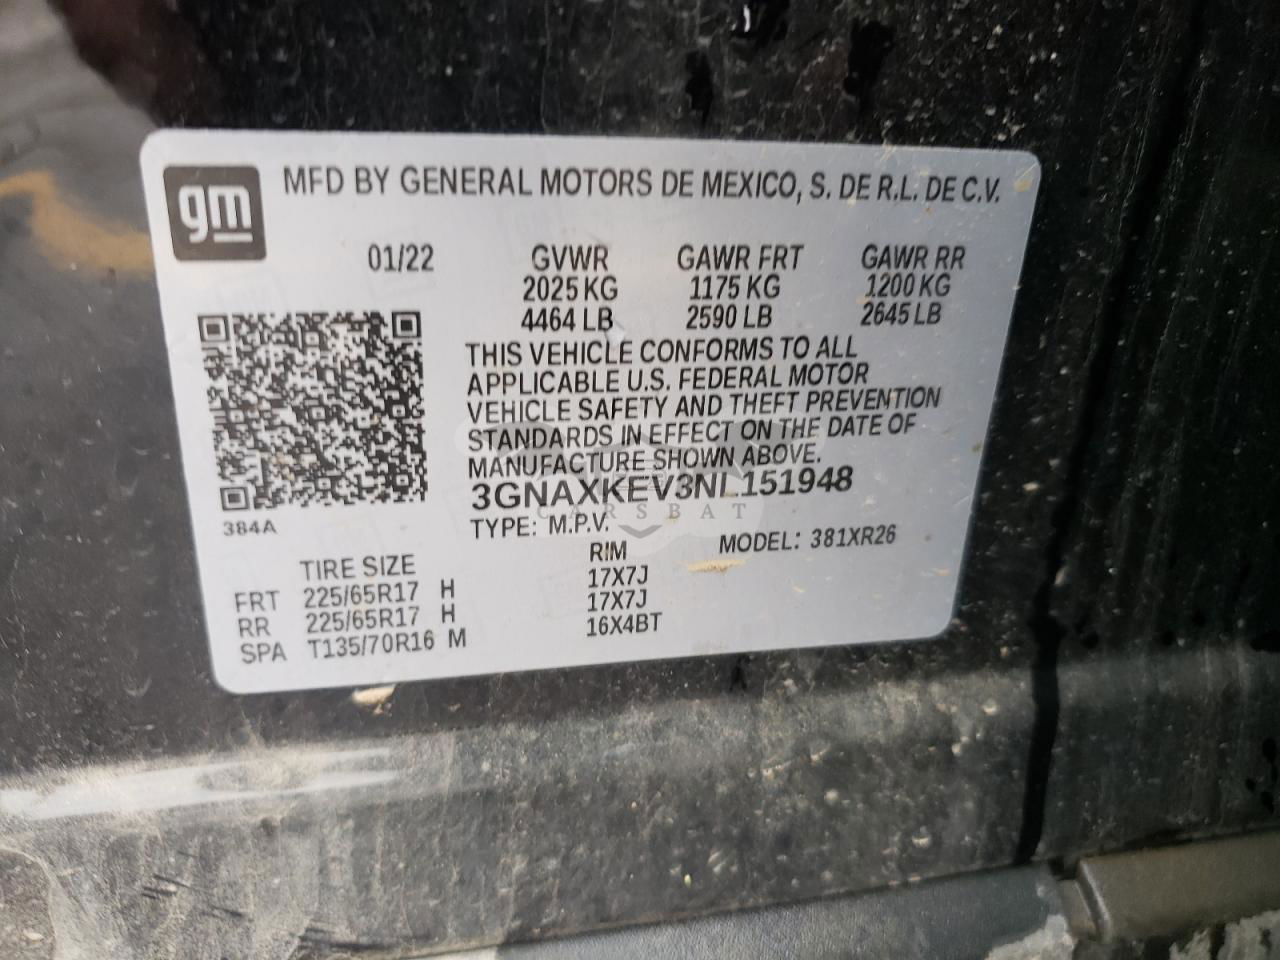 gm
MFD BY GENERAL MOTORS DE MEXICO, S. DE R.L. DE C.V.
01/22 GVWR GAWR FRT GAWR RR
2025 KG 1175 KG 1200 KG
4464 LB 2590 LB 2645 LB
THIS VEHICLE CONFORMS TO ALL
APPLICABLE U.S. FEDERAL MOTOR
VEHICLE SAFETY AND THEFT PREVENTION
STANDARDS IN EFFECT ON THE DATE OF
MANUFACTURE SHOWN ABOVE.
3GNAXKEV3NL151948
CARSBAT
384A
TYPE: M.P.V. MODEL: 381XR26
TIRE SIZE RIM
FRT 225/65R17 H 17X7J
RR 225/65R17 H 17X7J
SPA T135/70R16 M 16X4BT